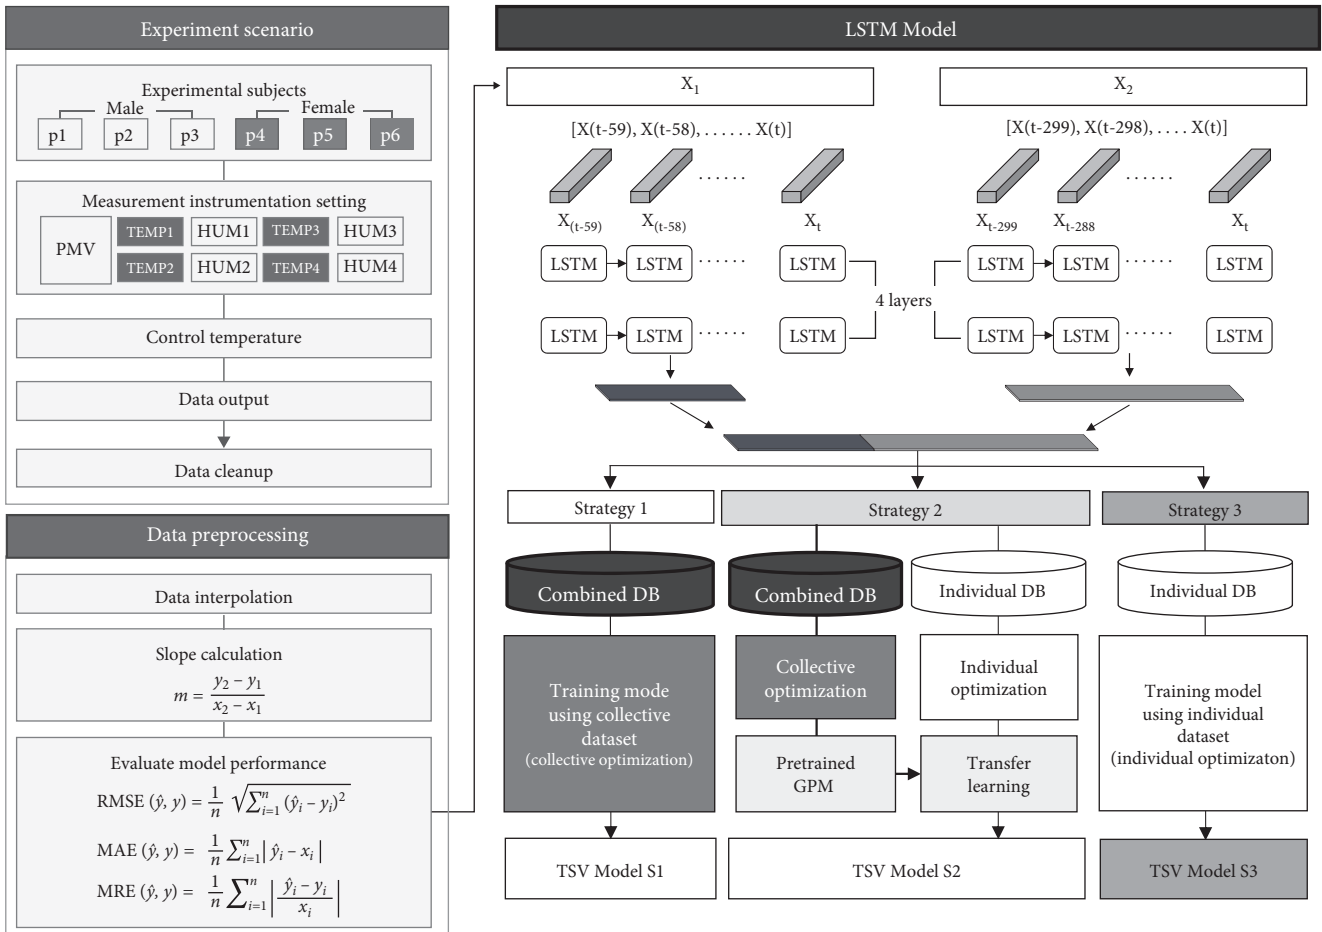 Experiment scenario
Experimental subjects
Male
Female
p1 p2 p3 p4 p5 p6
Measurement instrumentation setting
PMV
TEMP1 HUM1 TEMP3 HUM3
TEMP2 HUM2 TEMP4 HUM4
Control temperature
Data output
Data cleanup
Data preprocessing
Data interpolation
Slope calculation
m = (y₂ – y₁) / (x₂ – x₁)
Evaluate model performance
RMSE (ŷ, y) = 1/n √(∑ⁿᵢ₌₁ (ŷᵢ – yᵢ)²)
MAE (ŷ, y) = 1/n ∑ⁿᵢ₌₁ | ŷᵢ – xᵢ |
MRE (ŷ, y) = 1/n ∑ⁿᵢ₌₁ | (ŷᵢ – yᵢ) / xᵢ |
LSTM Model
X₁
[X(t-59), X(t-58), . . . . . . X(t)]
. . . . . .
X(t-59) X(t-58) Xt
LSTM LSTM . . . . . . LSTM
LSTM LSTM . . . . . . LSTM
4 layers
X₂
[X(t-299), X(t-298), . . . . X(t)]
. . . . . .
Xt-299 Xt-288 Xt
LSTM LSTM . . . . . . LSTM
LSTM LSTM . . . . . . LSTM
Strategy 1
Combined DB
Training mode
using collective
dataset
(collective optimization)
TSV Model S1
Strategy 2
Combined DB
Collective
optimization
Pretrained
GPM
Individual DB
Individual
optimization
Transfer
learning
TSV Model S2
Strategy 3
Individual DB
Training model
using individual
dataset
(individual optimizaton)
TSV Model S3